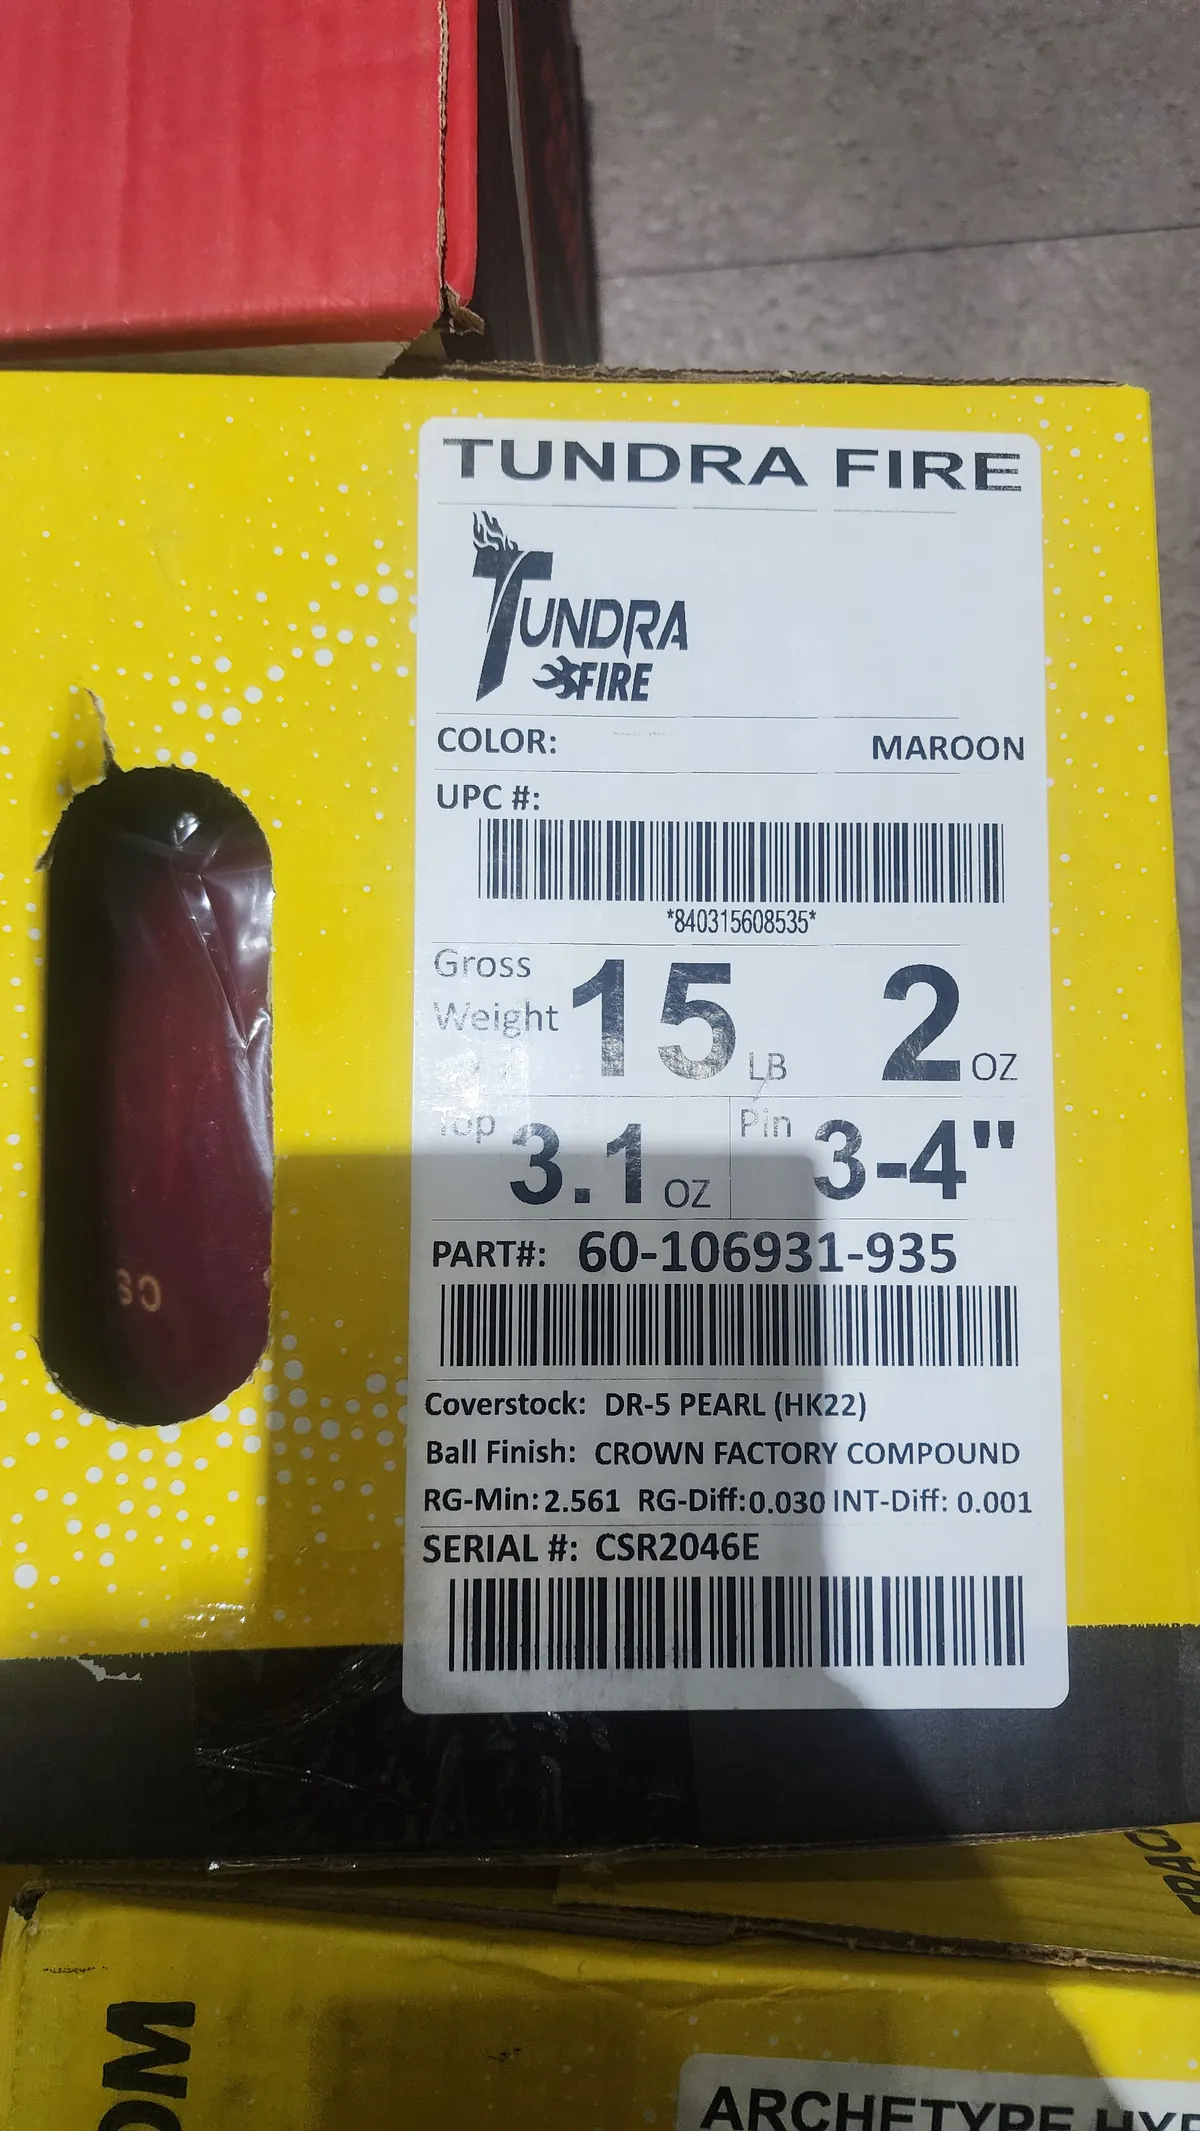 TUNDRA FIRE
TUNDRA
FIRE
COLOR: MAROON
UPC #:
*840315608535*
Gross
Weight 15 LB 2 OZ
Top 3.1 OZ Pin 3-4"
PART#: 60-106931-935
Coverstock: DR-5 PEARL (HK22)
Ball Finish: CROWN FACTORY COMPOUND
RG-Min: 2.561 RG-Diff: 0.030 INT-Diff: 0.001
SERIAL #: CSR2046E
CS
ARCHETYPE